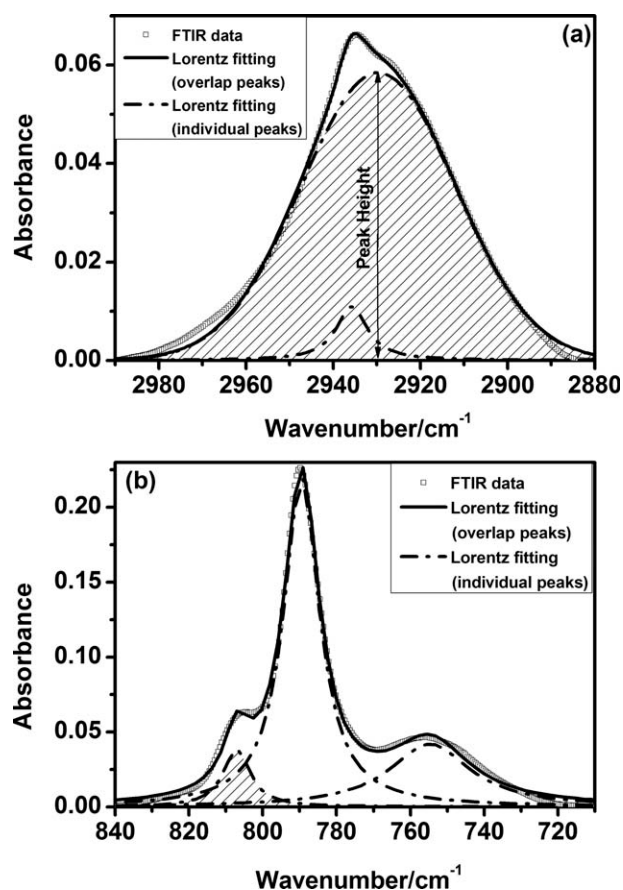 (a)
FTIR data
Lorentz fitting
(overlap peaks)
Lorentz fitting
(individual peaks)
Peak Height
Absorbance
0.06
0.04
0.02
0.00
2980 2960 2940 2920 2900 2880
Wavenumber/cm-1
(b)
FTIR data
Lorentz fitting
(overlap peaks)
Lorentz fitting
(individual peaks)
Absorbance
0.20
0.15
0.10
0.05
0.00
840 820 800 780 760 740 720
Wavenumber/cm-1